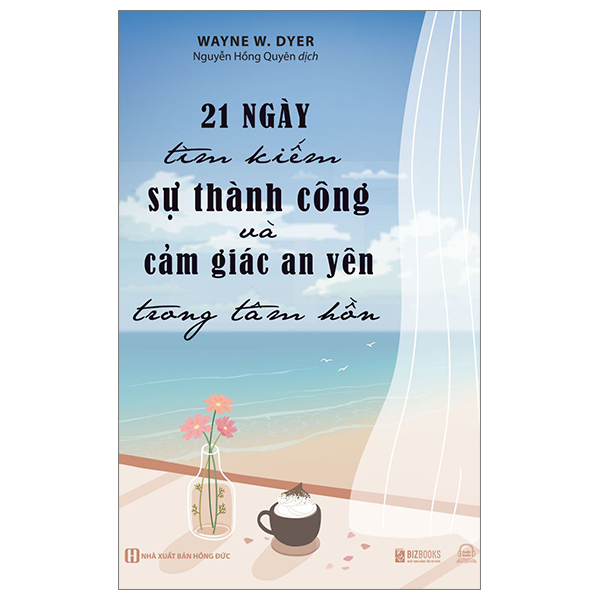 WAYNE W. DYER
Nguyễn Hồng Quyên dịch
21 NGÀY
tìm kiếm
sự thành công
và
cảm giác an yên
trong tâm hồn
NHÀ XUẤT BẢN HỒNG ĐỨC
BIZBOOKS